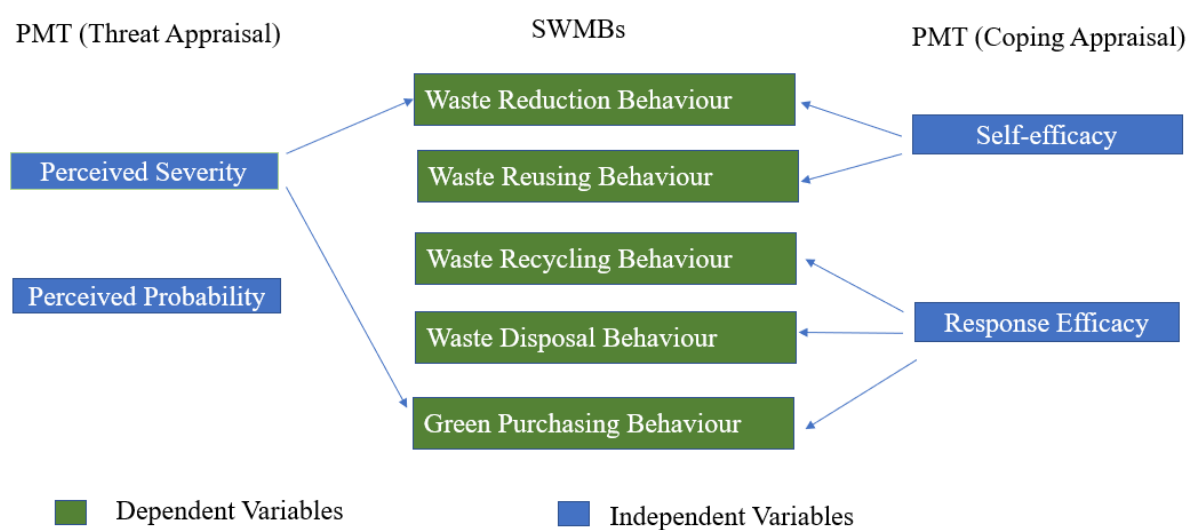 PMT (Threat Appraisal)
SWMBs
PMT (Coping Appraisal)
Waste Reduction Behaviour
Self-efficacy
Perceived Severity
Waste Reusing Behaviour
Waste Recycling Behaviour
Perceived Probability
Response Efficacy
Waste Disposal Behaviour
Green Purchasing Behaviour
Dependent Variables
Independent Variables